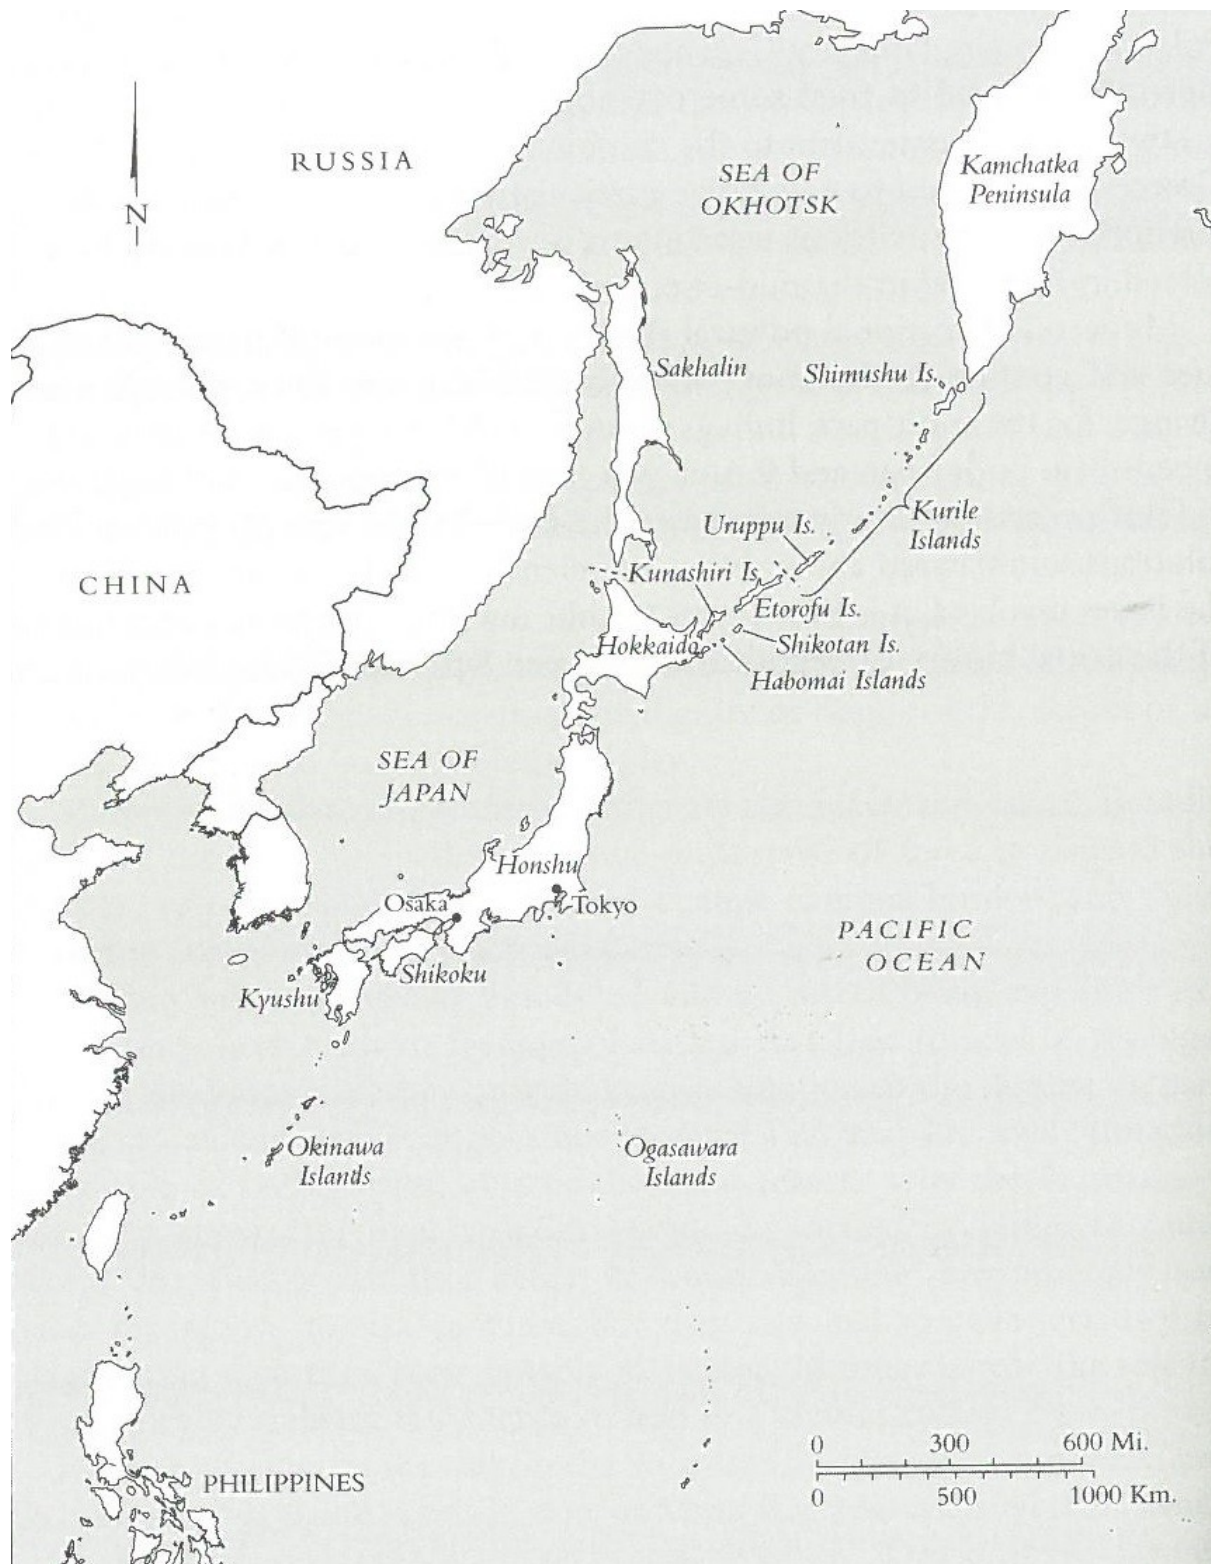 RUSSIA
SEA OF
OKHOTSK
Kamchatka
Peninsula
N
Sakhalin
Shimushu Is.
Uruppu Is.
Kurile
Islands
CHINA
Kunashiri Is.
Etorofu Is.
Hokkaido
Shikotan Is.
Habomai Islands
SEA OF
JAPAN
Honshu
Osaka
Tokyo
PACIFIC
OCEAN
Shikoku
Kyushu
Okinawa
Islands
Ogasawara
Islands
PHILIPPINES
0 300 600 Mi.
0 500 1000 Km.